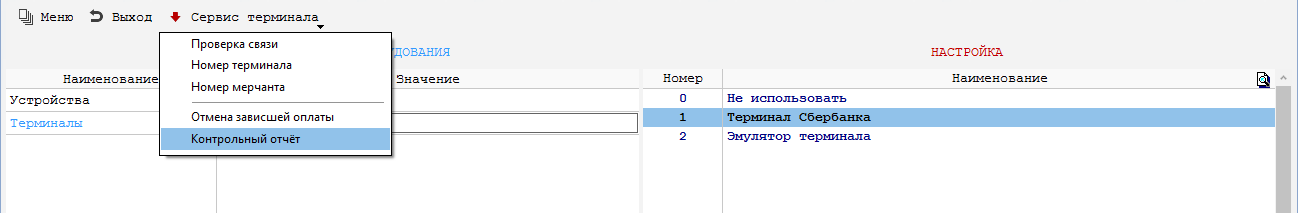 Меню Выход Сервис терминала
Проверка связи
Номер терминала
Номер мерчанта
Отмена зависшей оплаты
Контрольный отчёт
ДОВАНИЯ
НАСТРОЙКА
Наименование Значение
Устройства
Терминалы
Номер Наименование
0 Не использовать
1 Терминал Сбербанка
2 Эмулятор терминала